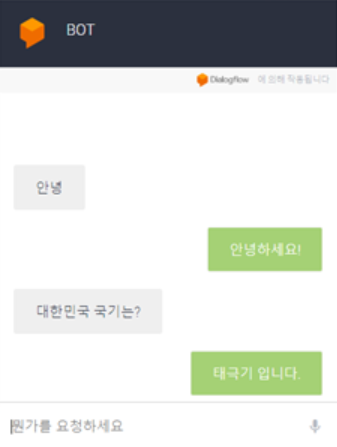 BOT
Dialogflow 에 의해 작동됩니다
안녕
안녕하세요!
대한민국 국기는?
태극기 입니다.
뭔가를 요청하세요